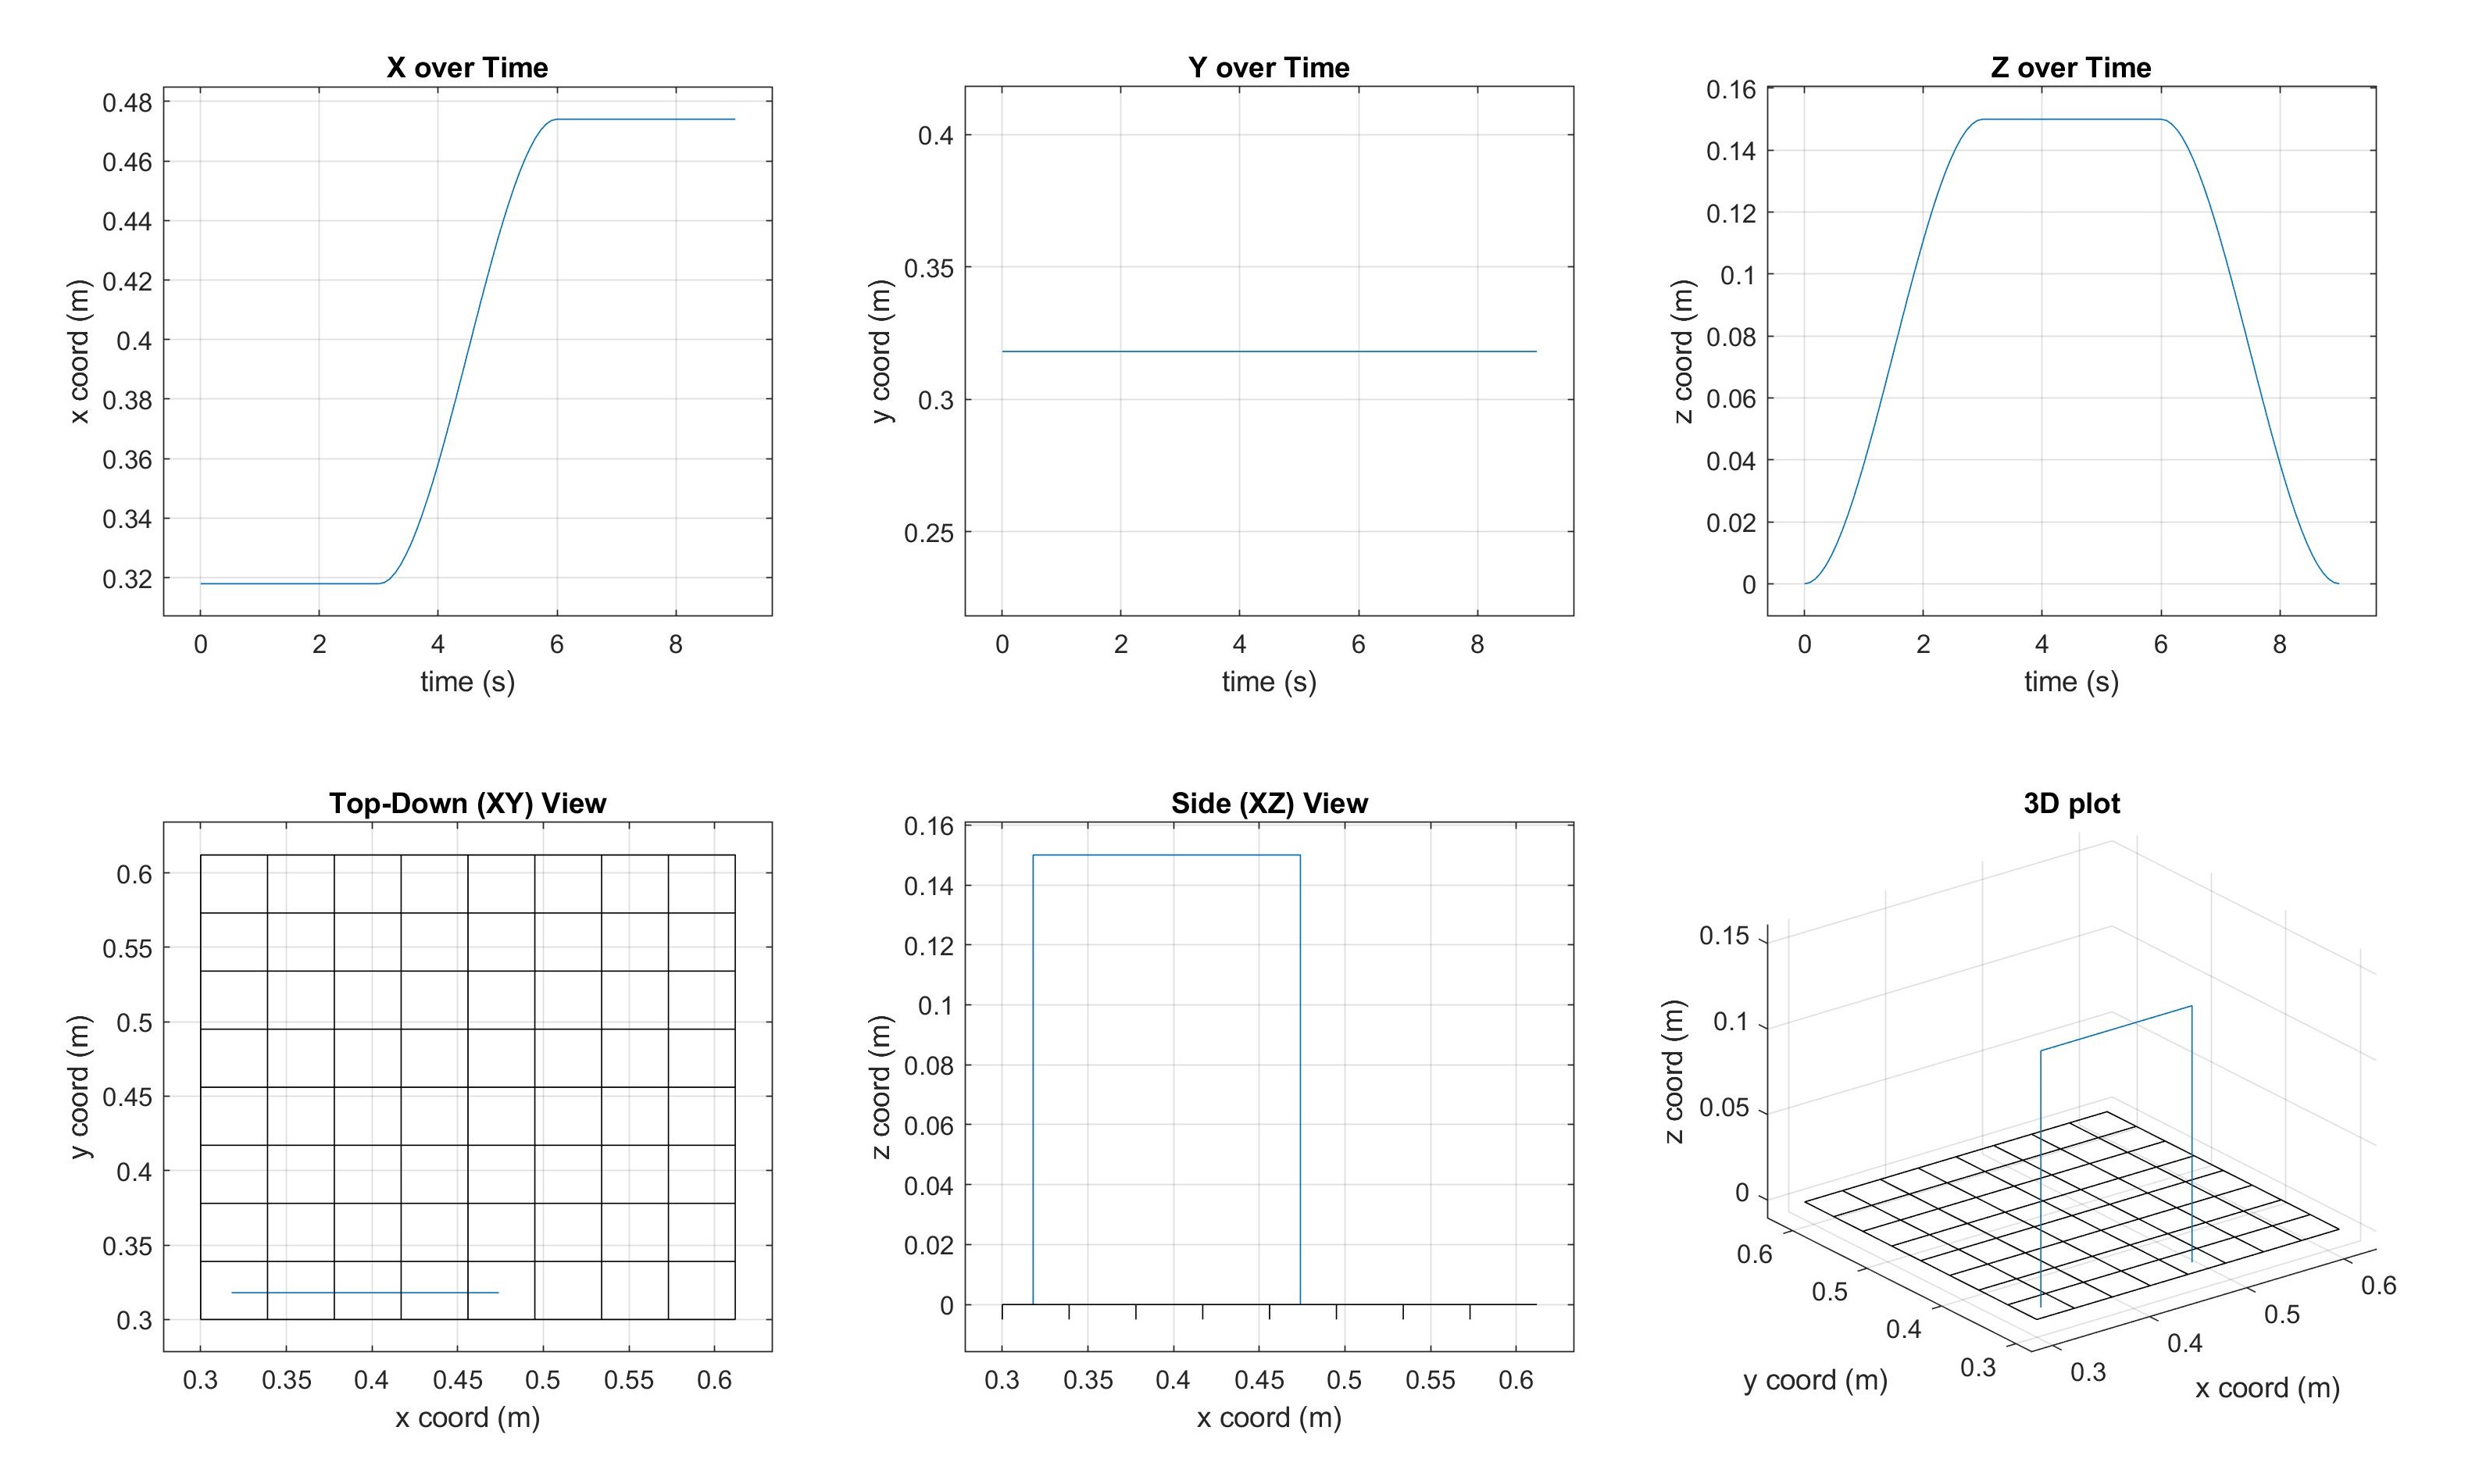 X over Time
0.48
0.46
0.44
0.42
0.4
0.38
0.36
0.34
0.32
x coord (m)
0 2 4 6 8
time (s)
Y over Time
0.4
0.35
0.3
0.25
y coord (m)
0 2 4 6 8
time (s)
Z over Time
0.16
0.14
0.12
0.1
0.08
0.06
0.04
0.02
0
z coord (m)
0 2 4 6 8
time (s)
Top-Down (XY) View
0.6
0.55
0.5
0.45
0.4
0.35
0.3
y coord (m)
0.3 0.35 0.4 0.45 0.5 0.55 0.6
x coord (m)
Side (XZ) View
0.16
0.14
0.12
0.1
0.08
0.06
0.04
0.02
0
z coord (m)
0.3 0.35 0.4 0.45 0.5 0.55 0.6
x coord (m)
3D plot
0.15
0.1
0.05
0
z coord (m)
0.6
0.5
0.4
0.3
y coord (m)
0.3
0.4
0.5
0.6
x coord (m)